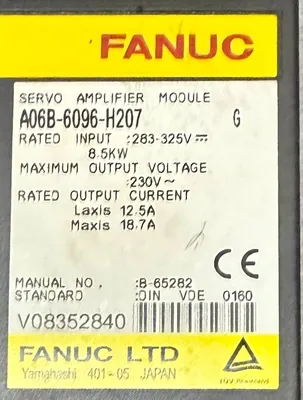 FANUC
SERVO AMPLIFIER MODULE
A06B-6096-H207 G
RATED INPUT :283-325V⎓
8.5KW
MAXIMUM OUTPUT VOLTAGE
:230V~
RATED OUTPUT CURRENT
Laxis 12.5A
Maxis 18.7A
CE
MANUAL NO. :B-65282
STANDARD :DIN VDE 0160
V08352840
FANUC LTD
Yamahashi 401-05 JAPAN